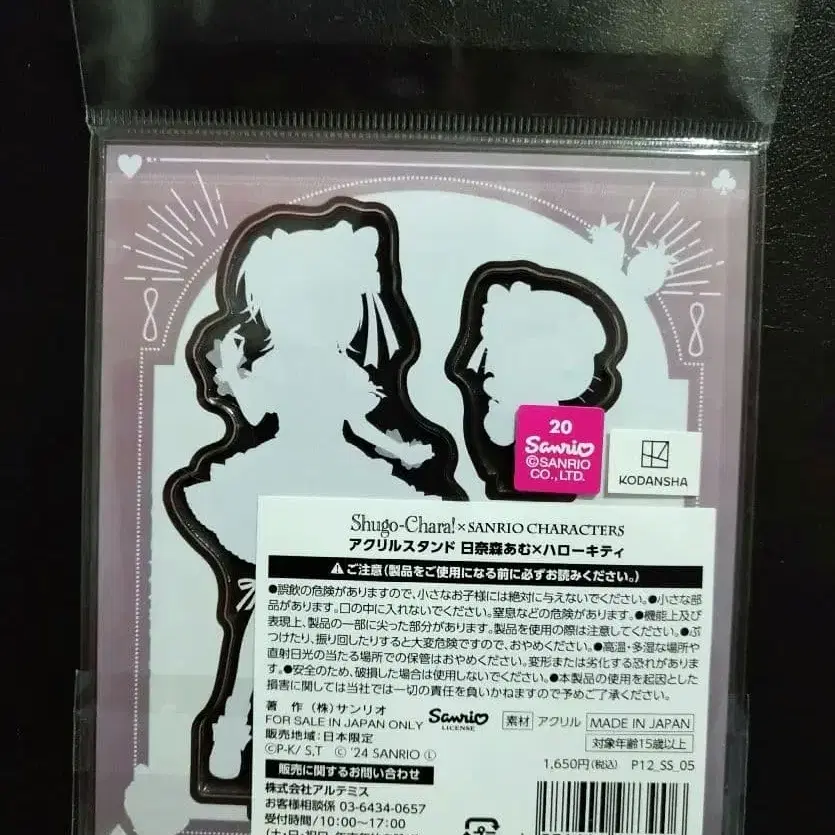 20
Sanrio
©SANRIO
CO., LTD.
KODANSHA
Shugo-Chara!×SANRIO CHARACTERS
アクリルスタンド 日奈森あむ×ハローキティ
⚠ご注意(製品をご使用になる前に必ずお読みください。)
●誤飲の危険がありますので、小さなお子様には絶対に与えないでください。●小さな部
品があります。口の中に入れないでください。窒息などの危険があります。●機能上及び
表現上、製品の一部に尖った部分があります。製品を使用の際は注意してください。●ぶ
つけたり、振り回したりすると大変危険ですので、おやめください。●高温・多湿な場所や
直射日光の当たる場所での保管はおやめください。変形または劣化する恐れがありま
す。●安全のため、破損した場合は使用しないでください。●本製品の使用を起因とした
損害に関しては当社では一切の責任を負いかねますので予めご了承ください。
著 作 (株)サンリオ
FOR SALE IN JAPAN ONLY
販売地域:日本限定
Sanrio
LICENSE
素材 アクリル MADE IN JAPAN
対象年齢15歳以上
©P-K/ S.T © '24 SANRIO Ⓛ
1,650円(税込) P12_SS_05
販売に関するお問い合わせ
株式会社アルテミス
お客様相談係 03-6434-0657
受付時間/10:00〜17:00